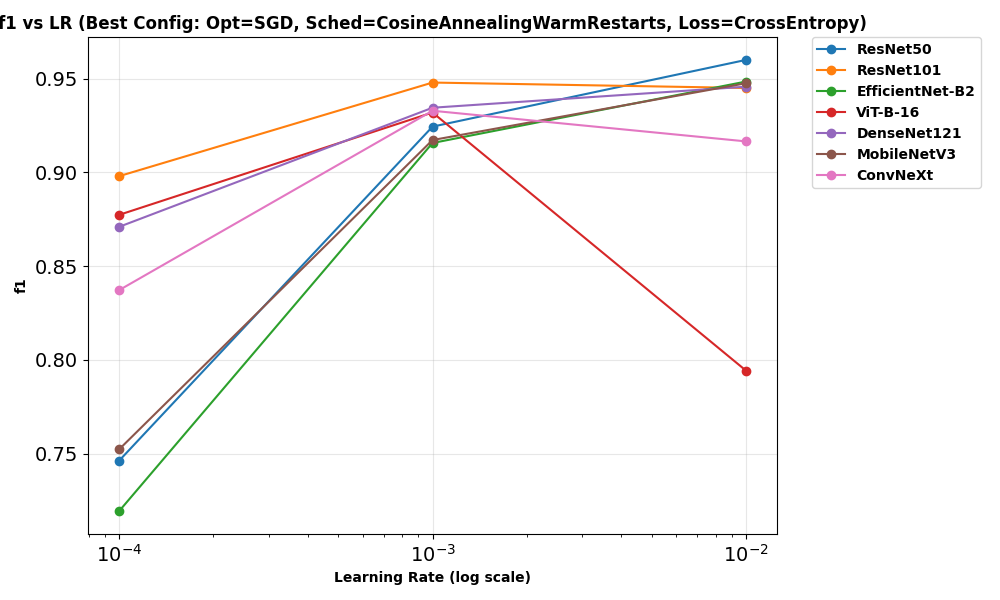 f1 vs LR (Best Config: Opt=SGD, Sched=CosineAnnealingWarmRestarts, Loss=CrossEntropy)
ResNet50
ResNet101
EfficientNet-B2
ViT-B-16
DenseNet121
MobileNetV3
ConvNeXt
f1
0.95
0.90
0.85
0.80
0.75
10⁻⁴ 10⁻³ 10⁻²
Learning Rate (log scale)